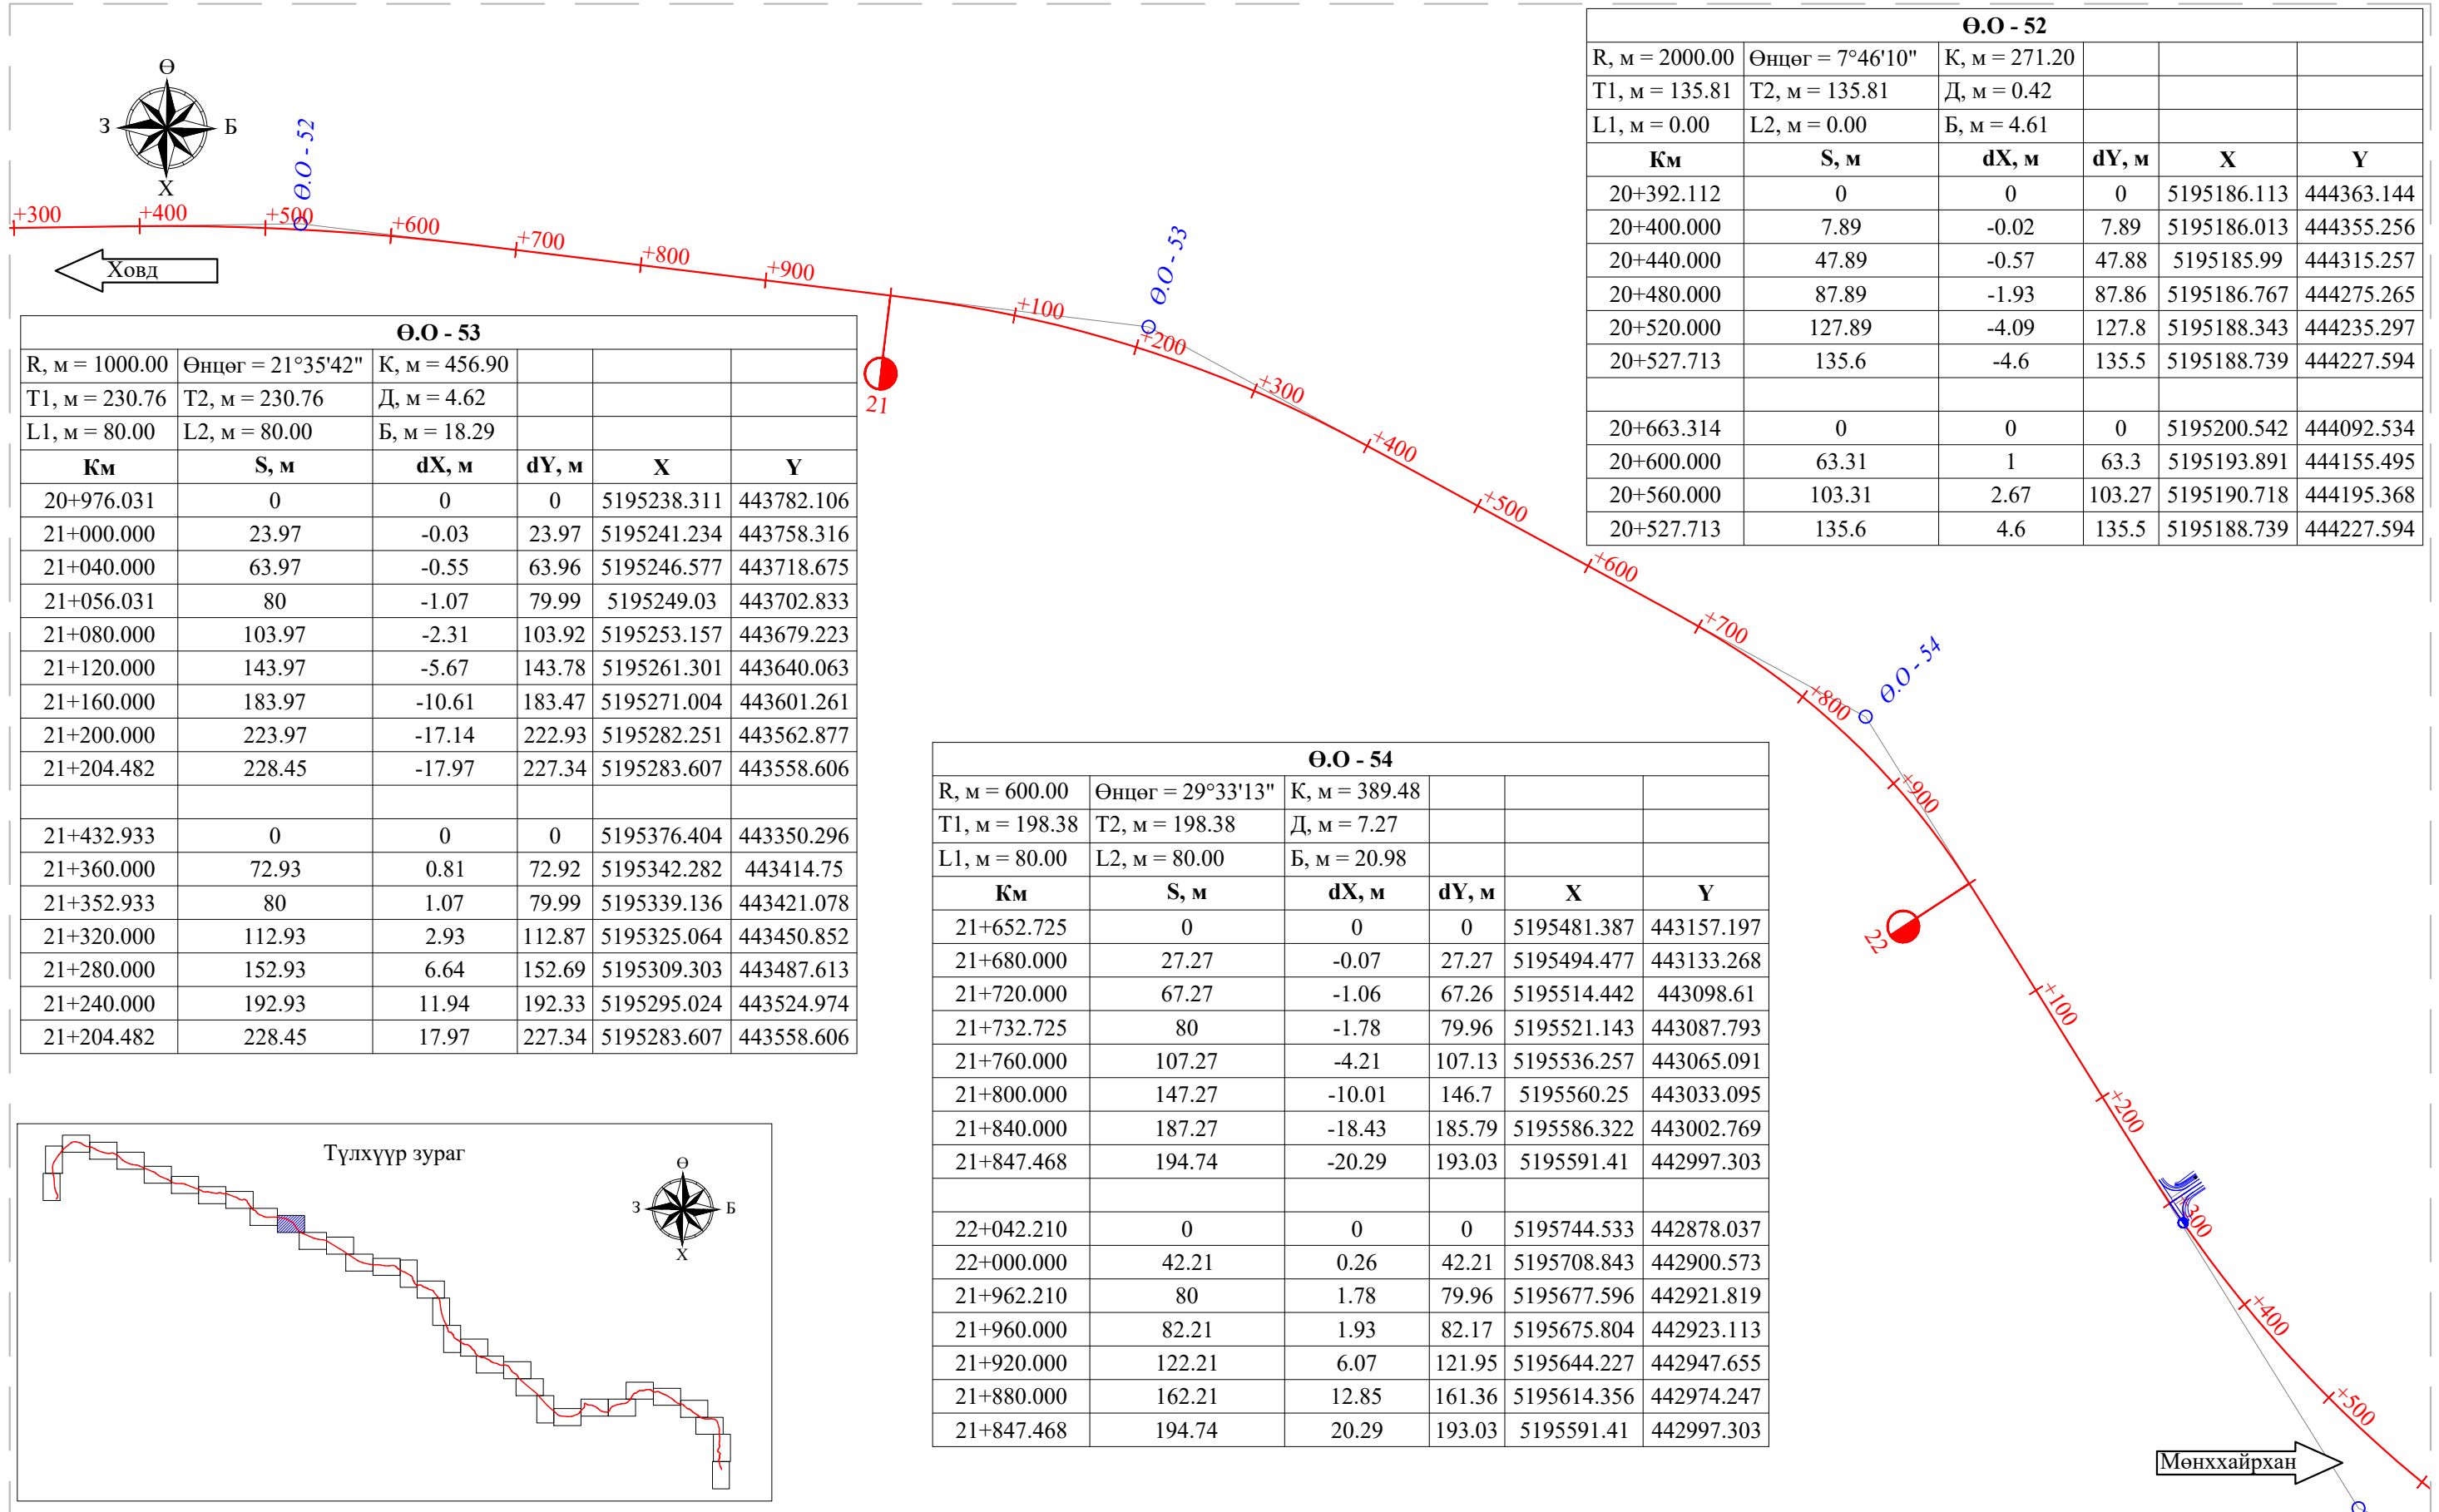 Ө
З Б
Х
Ө.О - 52
+300 +400 +500 +600 +700 +800 +900
Ховд
21
+100 +200 +300 +400 +500 +600 +700 +800 +900
Ө.О - 53
Ө.О - 54
22
+100 +200 +300 +400 +500
Мөнххайрхан
Ө.О - 52
R, м = 2000.00 Өнцөг = 7°46'10" К, м = 271.20
Т1, м = 135.81 Т2, м = 135.81 Д, м = 0.42
L1, м = 0.00 L2, м = 0.00 Б, м = 4.61
Км S, м dX, м dY, м X Y
20+392.112 0 0 0 5195186.113 444363.144
20+400.000 7.89 -0.02 7.89 5195186.013 444355.256
20+440.000 47.89 -0.57 47.88 5195185.99 444315.257
20+480.000 87.89 -1.93 87.86 5195186.767 444275.265
20+520.000 127.89 -4.09 127.8 5195188.343 444235.297
20+527.713 135.6 -4.6 135.5 5195188.739 444227.594
20+663.314 0 0 0 5195200.542 444092.534
20+600.000 63.31 1 63.3 5195193.891 444155.495
20+560.000 103.31 2.67 103.27 5195190.718 444195.368
20+527.713 135.6 4.6 135.5 5195188.739 444227.594
Ө.О - 53
R, м = 1000.00 Өнцөг = 21°35'42" К, м = 456.90
Т1, м = 230.76 Т2, м = 230.76 Д, м = 4.62
L1, м = 80.00 L2, м = 80.00 Б, м = 18.29
Км S, м dX, м dY, м X Y
20+976.031 0 0 0 5195238.311 443782.106
21+000.000 23.97 -0.03 23.97 5195241.234 443758.316
21+040.000 63.97 -0.55 63.96 5195246.577 443718.675
21+056.031 80 -1.07 79.99 5195249.03 443702.833
21+080.000 103.97 -2.31 103.92 5195253.157 443679.223
21+120.000 143.97 -5.67 143.78 5195261.301 443640.063
21+160.000 183.97 -10.61 183.47 5195271.004 443601.261
21+200.000 223.97 -17.14 222.93 5195282.251 443562.877
21+204.482 228.45 -17.97 227.34 5195283.607 443558.606
21+432.933 0 0 0 5195376.404 443350.296
21+360.000 72.93 0.81 72.92 5195342.282 443414.75
21+352.933 80 1.07 79.99 5195339.136 443421.078
21+320.000 112.93 2.93 112.87 5195325.064 443450.852
21+280.000 152.93 6.64 152.69 5195309.303 443487.613
21+240.000 192.93 11.94 192.33 5195295.024 443524.974
21+204.482 228.45 17.97 227.34 5195283.607 443558.606
Ө.О - 54
R, м = 600.00 Өнцөг = 29°33'13" К, м = 389.48
Т1, м = 198.38 Т2, м = 198.38 Д, м = 7.27
L1, м = 80.00 L2, м = 80.00 Б, м = 20.98
Км S, м dX, м dY, м X Y
21+652.725 0 0 0 5195481.387 443157.197
21+680.000 27.27 -0.07 27.27 5195494.477 443133.268
21+720.000 67.27 -1.06 67.26 5195514.442 443098.61
21+732.725 80 -1.78 79.96 5195521.143 443087.793
21+760.000 107.27 -4.21 107.13 5195536.257 443065.091
21+800.000 147.27 -10.01 146.7 5195560.25 443033.095
21+840.000 187.27 -18.43 185.79 5195586.322 443002.769
21+847.468 194.74 -20.29 193.03 5195591.41 442997.303
22+042.210 0 0 0 5195744.533 442878.037
22+000.000 42.21 0.26 42.21 5195708.843 442900.573
21+962.210 80 1.78 79.96 5195677.596 442921.819
21+960.000 82.21 1.93 82.17 5195675.804 442923.113
21+920.000 122.21 6.07 121.95 5195644.227 442947.655
21+880.000 162.21 12.85 161.36 5195614.356 442974.247
21+847.468 194.74 20.29 193.03 5195591.41 442997.303
Түлхүүр зураг
Ө
З Б
Х